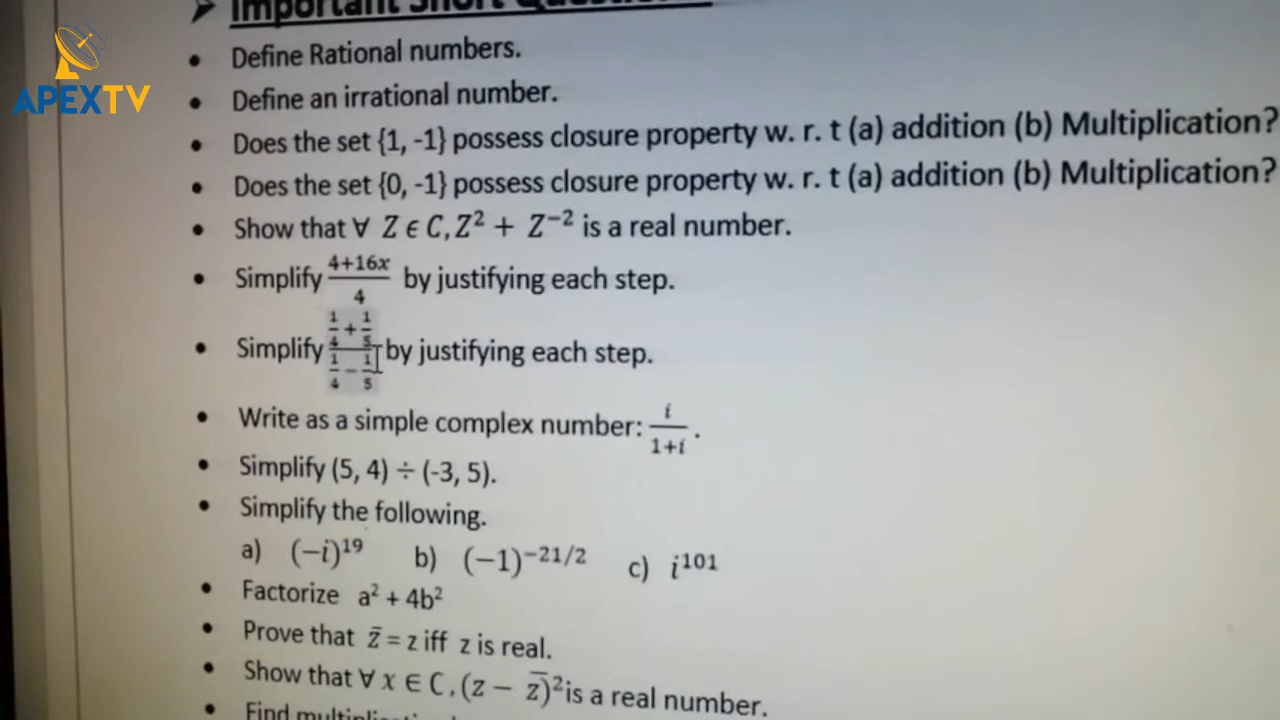 APEXTV
Important Short
• Define Rational numbers.
• Define an irrational number.
• Does the set {1, -1} possess closure property w. r. t (a) addition (b) Multiplication?
• Does the set {0, -1} possess closure property w. r. t (a) addition (b) Multiplication?
• Show that ∀ Z ϵ C, Z² + Z⁻² is a real number.
• Simplify (4+16x)/4 by justifying each step.
• Simplify (1/4 + 1/5)/(1/4 − 1/5) by justifying each step.
• Write as a simple complex number: i/(1+i).
• Simplify (5, 4) ÷ (-3, 5).
• Simplify the following.
a) (−i)¹⁹ b) (−1)^(−21/2) c) i¹⁰¹
• Factorize a² + 4b²
• Prove that z̄ = z iff z is real.
• Show that ∀ x ∈ C, (z − z̄)² is a real number.
• Find